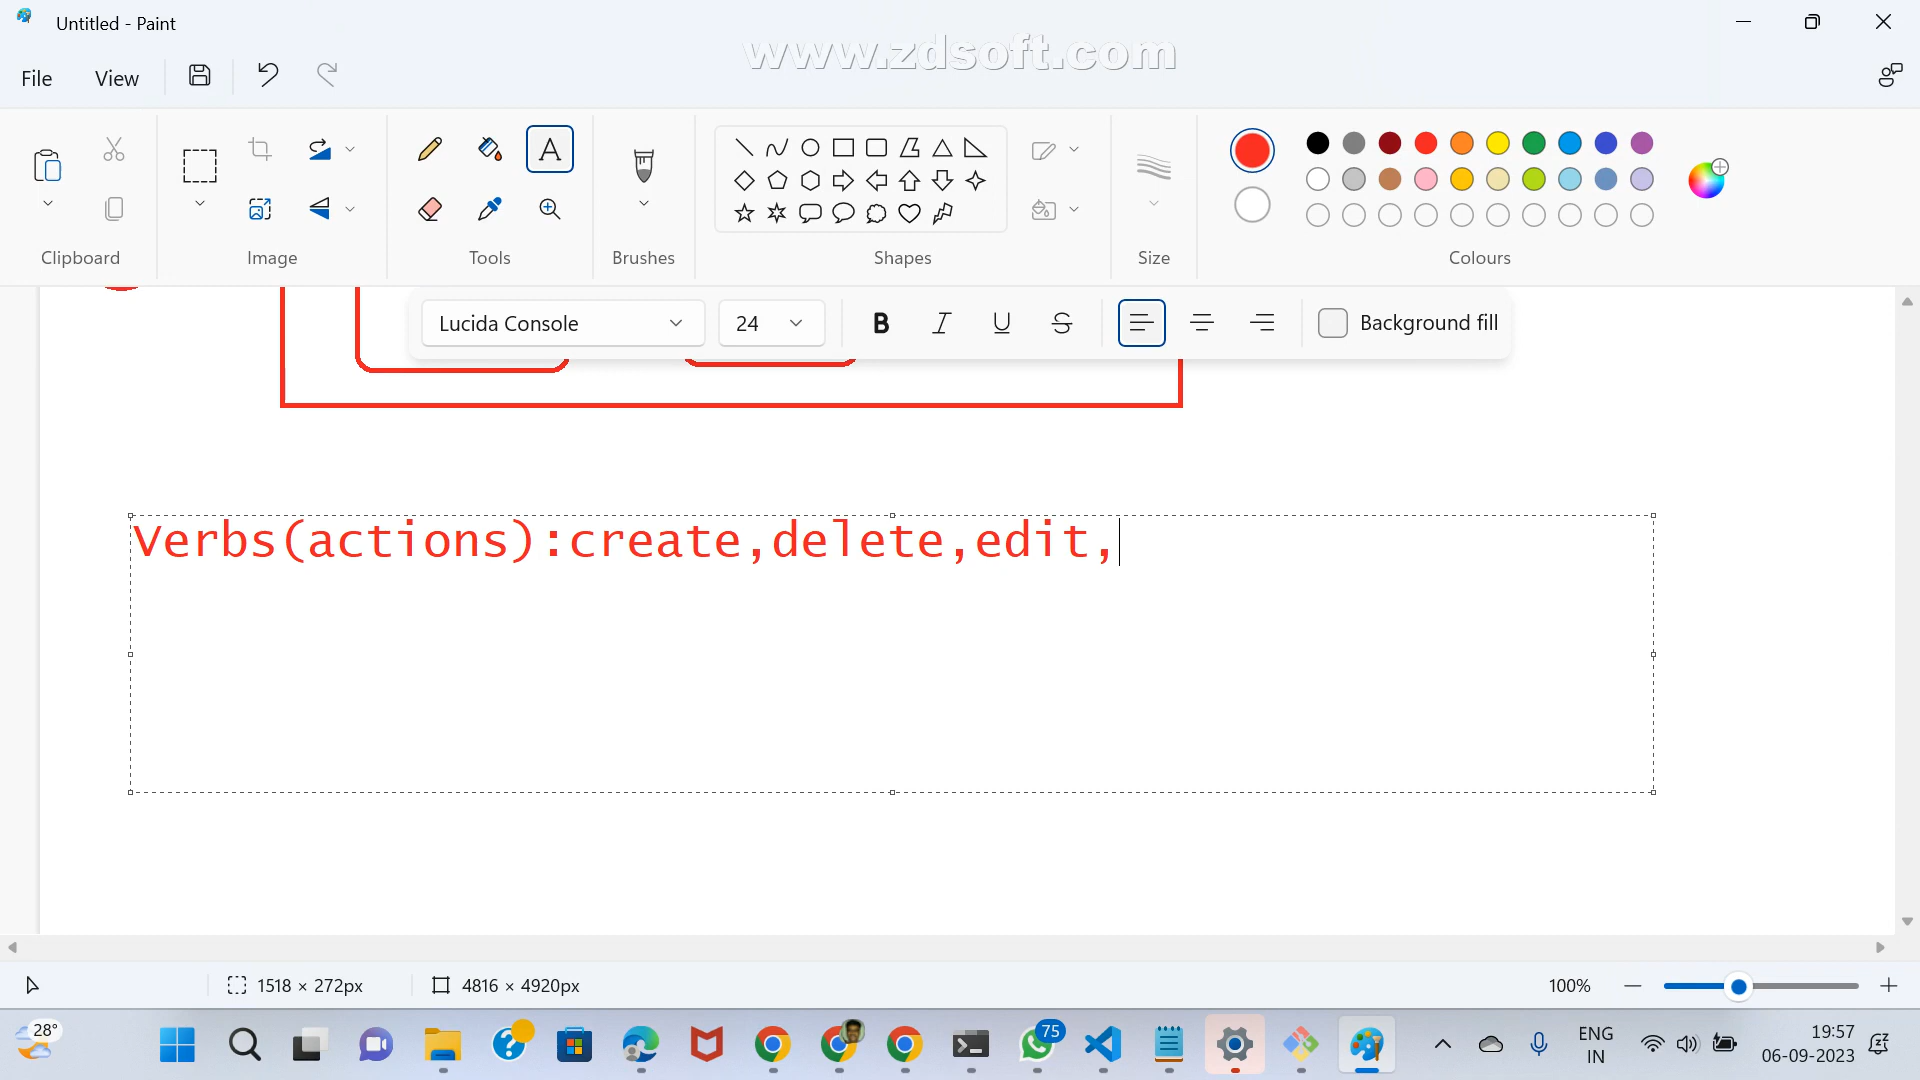 Untitled - Paint
www.zdsoft.com
File View
Clipboard Image Tools Brushes Shapes Size Colours
Lucida Console 24 B I U S Background fill
Verbs(actions):create,delete,edit,
1518 × 272px 4816 × 4920px 100%
28° 75 ENG 19:57
IN 06-09-2023